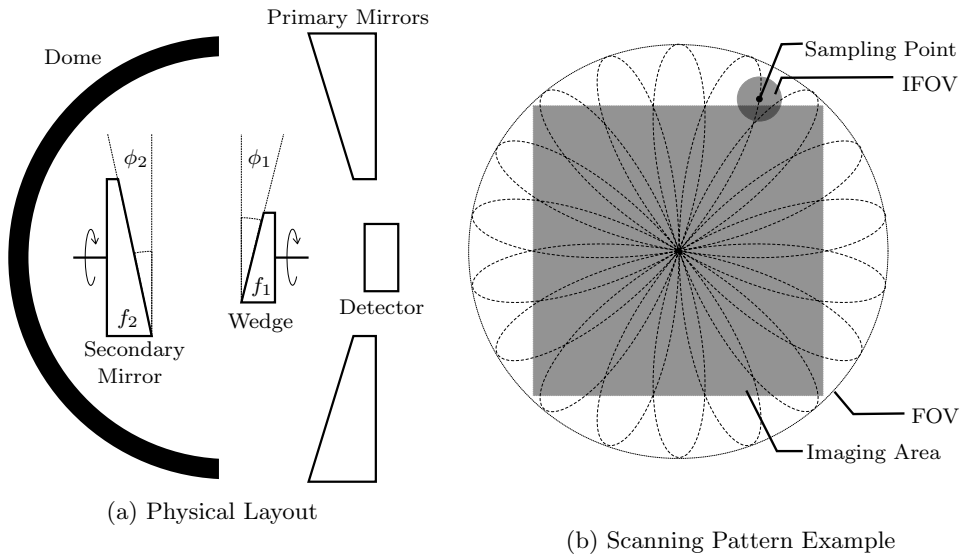 Primary Mirrors
Dome
ϕ2
ϕ1
f2
f1
Wedge
Detector
Secondary
Mirror
(a) Physical Layout
Sampling Point
IFOV
FOV
Imaging Area
(b) Scanning Pattern Example